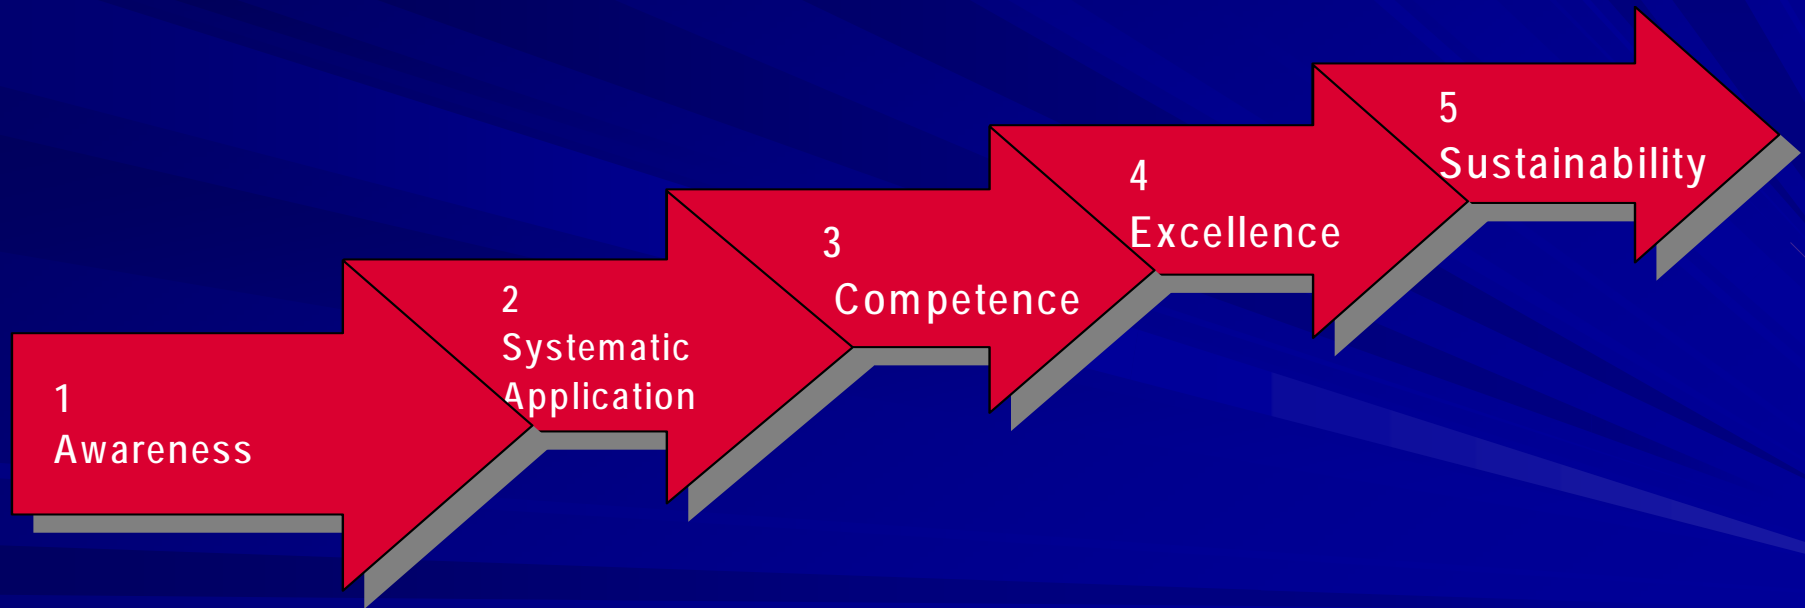 1
Awareness
2
Systematic
Application
3
Competence
4
Excellence
5
Sustainability